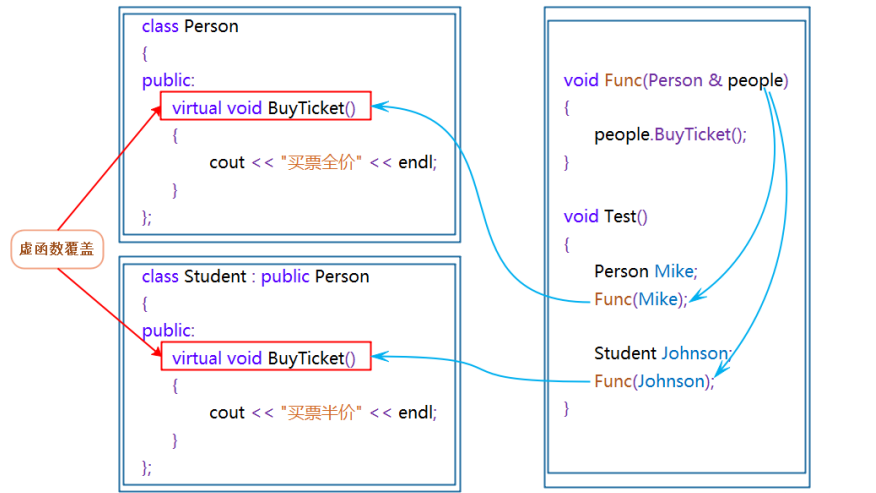 class Person
{
public:
virtual void BuyTicket()
{
cout << "买票全价" << endl;
}
};
虚函数覆盖
class Student : public Person
{
public:
virtual void BuyTicket()
{
cout << "买票半价" << endl;
}
};
void Func(Person & people)
{
people.BuyTicket();
}
void Test()
{
Person Mike;
Func(Mike);
Student Johnson;
Func(Johnson);
}